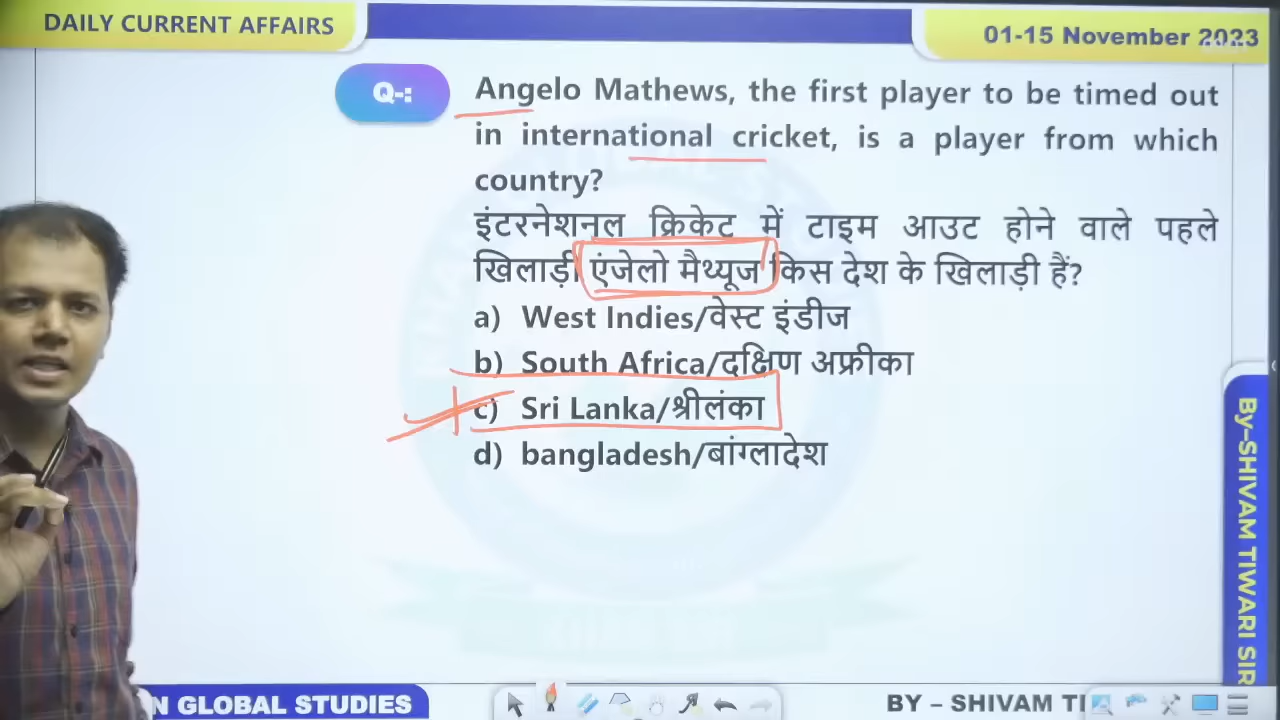 DAILY CURRENT AFFAIRS
01-15 November 2023
Q-:
Angelo Mathews, the first player to be timed out
in international cricket, is a player from which
country?
इंटरनेशनल क्रिकेट में टाइम आउट होने वाले पहले
खिलाड़ी एंजेलो मैथ्यूज किस देश के खिलाड़ी हैं?
a) West Indies/वेस्ट इंडीज
b) South Africa/दक्षिण अफ्रीका
c) Sri Lanka/श्रीलंका
d) bangladesh/बांग्लादेश
By-SHIVAM TIWARI SIR
N GLOBAL STUDIES
BY – SHIVAM TI